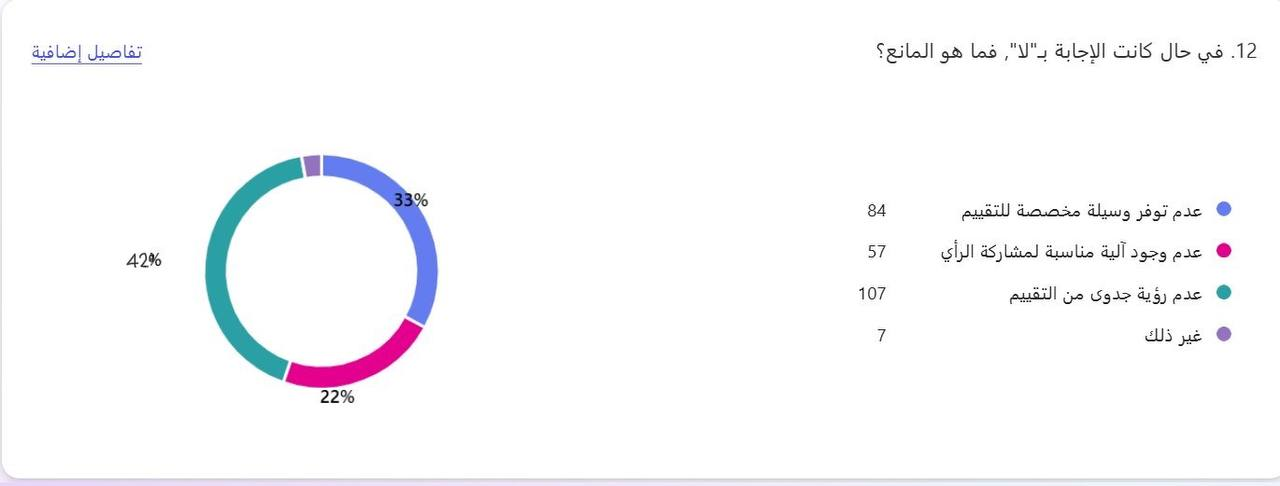 12. في حال كانت الإجابة بـ"لا", فما هو المانع؟
تفاصيل إضافية
عدم توفر وسيلة مخصصة للتقييم 84
عدم وجود آلية مناسبة لمشاركة الرأي 57
عدم رؤية جدوى من التقييم 107
غير ذلك 7
33%
42%
22%